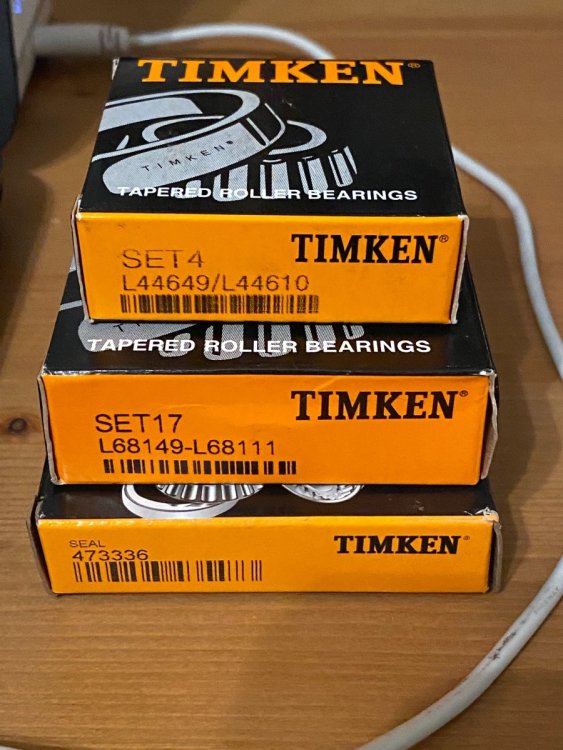 TIMKEN®
TIMKEN®
TAPERED ROLLER BEARINGS
TIMKEN®
SET4
L44649/L44610
TAPERED ROLLER BEARINGS
TIMKEN®
SET17
L68149-L68111
TIMKEN®
SEAL
473336